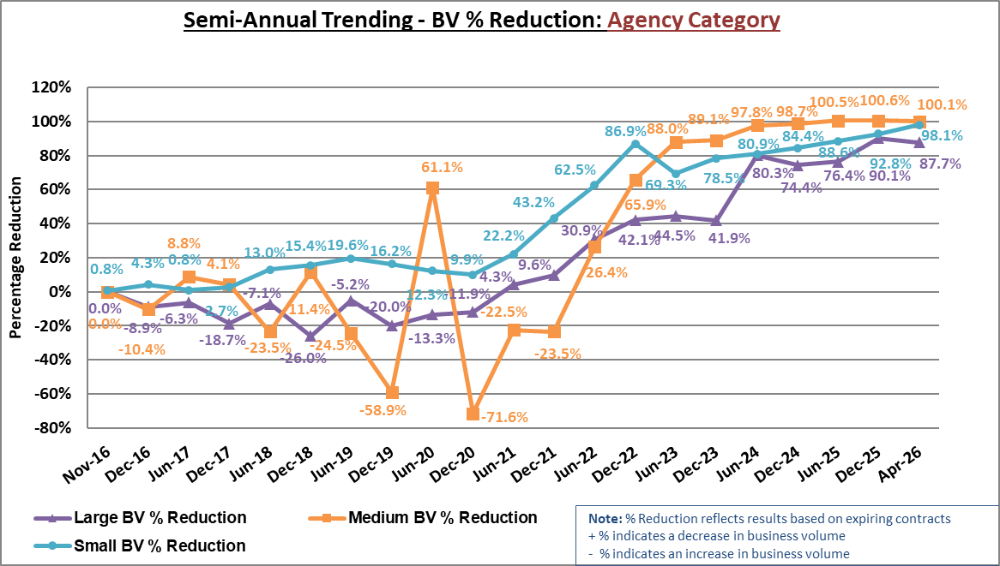 Semi-Annual Trending - BV % Reduction: Agency Category
Percentage Reduction
120%
100%
80%
60%
40%
20%
0%
-20%
-40%
-60%
-80%
0.0%
-8.9%
-6.3%
-18.7%
-7.1%
-26.0%
-5.2%
-20.0%
-13.3%
-11.9%
4.3%
9.6%
30.9%
42.1%
44.5%
41.9%
80.3%
74.4%
76.4%
90.1%
87.7%
0.0%
-10.4%
8.8%
4.1%
-23.5%
11.4%
-24.5%
-58.9%
61.1%
-71.6%
-22.5%
-23.5%
26.4%
65.9%
88.0%
89.1%
97.8%
98.7%
100.5%
100.6%
100.1%
0.8%
4.3%
0.8%
2.7%
13.0%
15.4%
19.6%
16.2%
12.3%
9.9%
22.2%
43.2%
62.5%
86.9%
69.3%
78.5%
80.9%
84.4%
88.6%
92.8%
98.1%
Nov-16
Dec-16
Jun-17
Dec-17
Jun-18
Dec-18
Jun-19
Dec-19
Jun-20
Dec-20
Jun-21
Dec-21
Jun-22
Dec-22
Jun-23
Dec-23
Jun-24
Dec-24
Jun-25
Dec-25
Apr-26
Large BV % Reduction
Medium BV % Reduction
Small BV % Reduction
Note: % Reduction reflects results based on expiring contracts
+ % indicates a decrease in business volume
- % indicates an increase in business volume